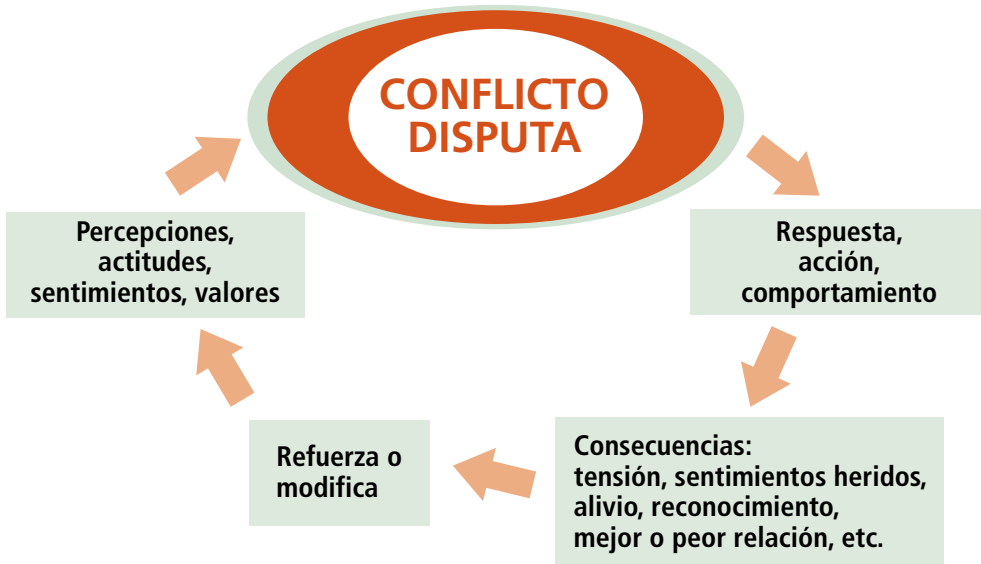 CONFLICTO
DISPUTA
Respuesta,
acción,
comportamiento
Consecuencias:
tensión, sentimientos heridos,
alivio, reconocimiento,
mejor o peor relación, etc.
Refuerza o
modifica
Percepciones,
actitudes,
sentimientos, valores